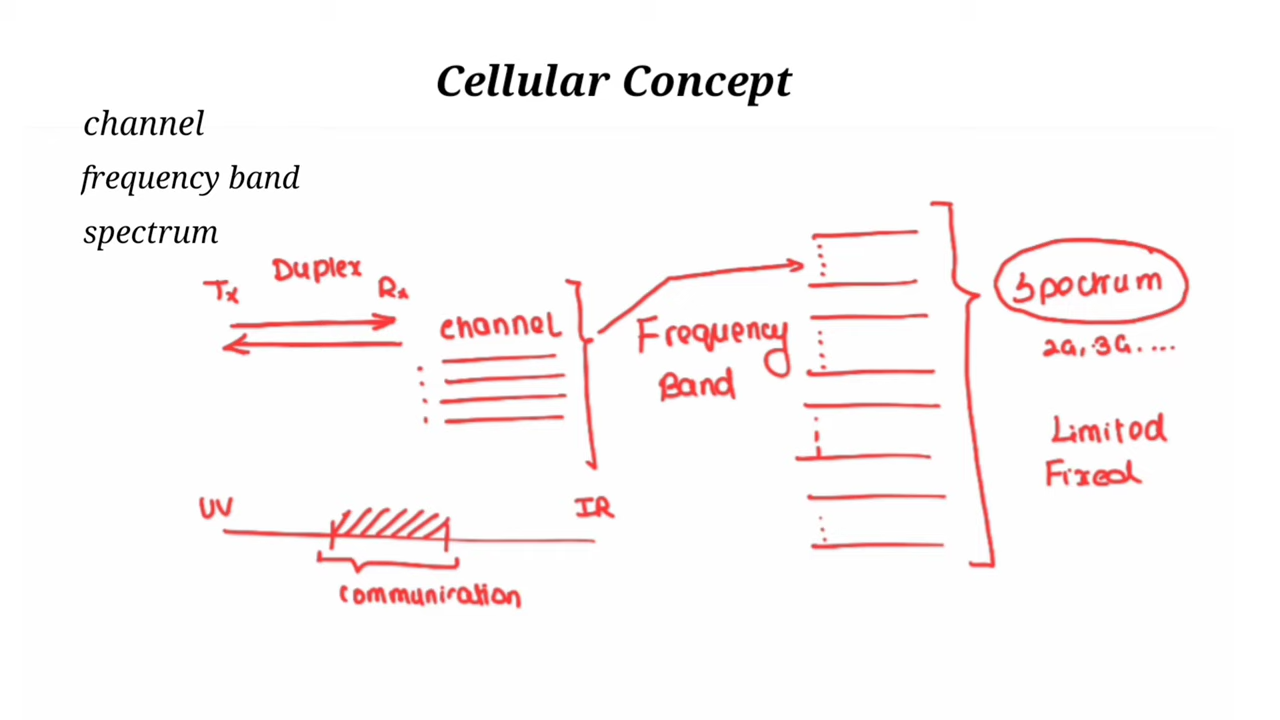 Cellular Concept
channel
frequency band
spectrum
Duplex
Tx
Rx
channel
Frequency
Band
Spectrum
2G, 3G....
Limited
Fixed
UV
IR
communication